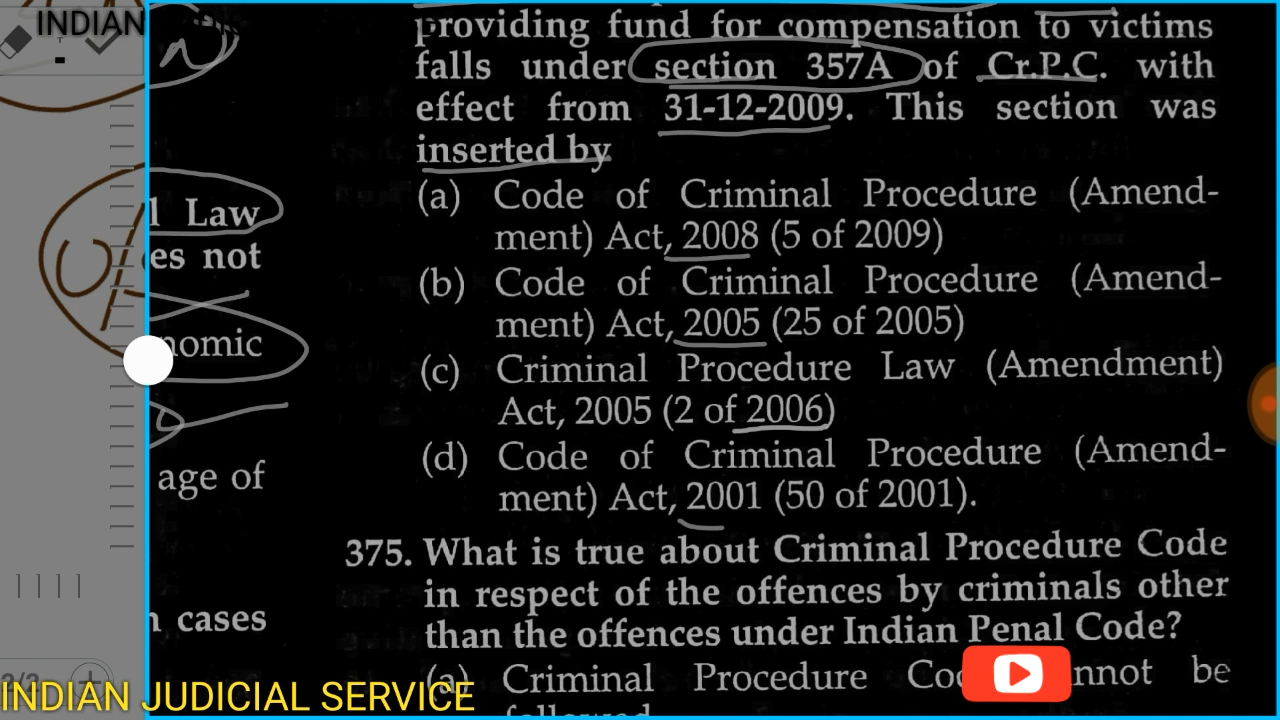 INDIAN
providing fund for compensation to victims
falls under section 357A of Cr.P.C. with
effect from 31-12-2009. This section was
inserted by
(a) Code of Criminal Procedure (Amend-
ment) Act, 2008 (5 of 2009)
(b) Code of Criminal Procedure (Amend-
ment) Act, 2005 (25 of 2005)
(c) Criminal Procedure Law (Amendment)
Act, 2005 (2 of 2006)
(d) Code of Criminal Procedure (Amend-
ment) Act, 2001 (50 of 2001).
375. What is true about Criminal Procedure Code
in respect of the offences by criminals other
than the offences under Indian Penal Code?
(a) Criminal Procedure Co nnot be
l Law
es not
nomic
age of
cases
INDIAN JUDICIAL SERVICE